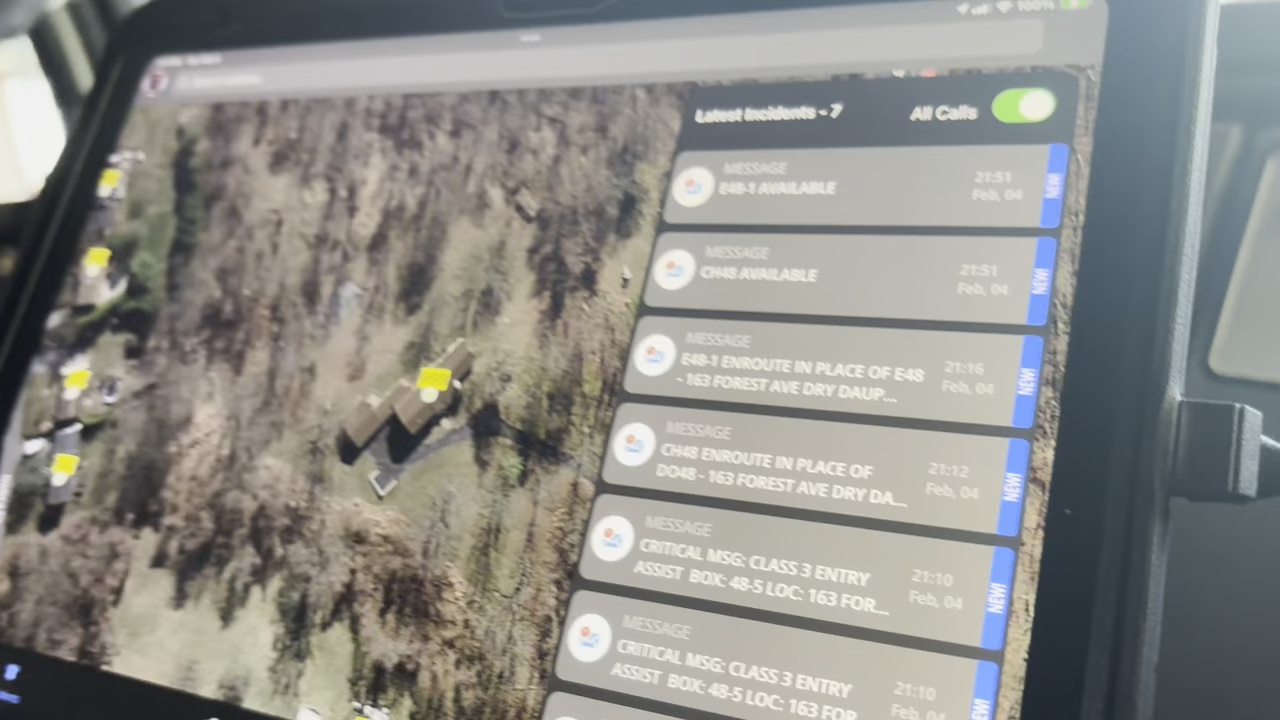 100%
Latest Incidents - 7
All Calls
MESSAGE
E48-1 AVAILABLE
21:51
Feb, 04
NEW!
MESSAGE
CH48 AVAILABLE
21:51
Feb, 04
NEW!
MESSAGE
E48-1 ENROUTE IN PLACE OF E48
- 163 FOREST AVE DRY DAUP...
21:16
Feb, 04
NEW!
MESSAGE
CH48 ENROUTE IN PLACE OF
DO48 - 163 FOREST AVE DRY DA...
21:12
Feb, 04
NEW!
MESSAGE
CRITICAL MSG: CLASS 3 ENTRY
ASSIST BOX: 48-5 LOC: 163 FOR...
21:10
Feb, 04
NEW!
MESSAGE
CRITICAL MSG: CLASS 3 ENTRY
ASSIST BOX: 48-5 LOC: 163 FOR...
21:10
Feb, 04
NEW!